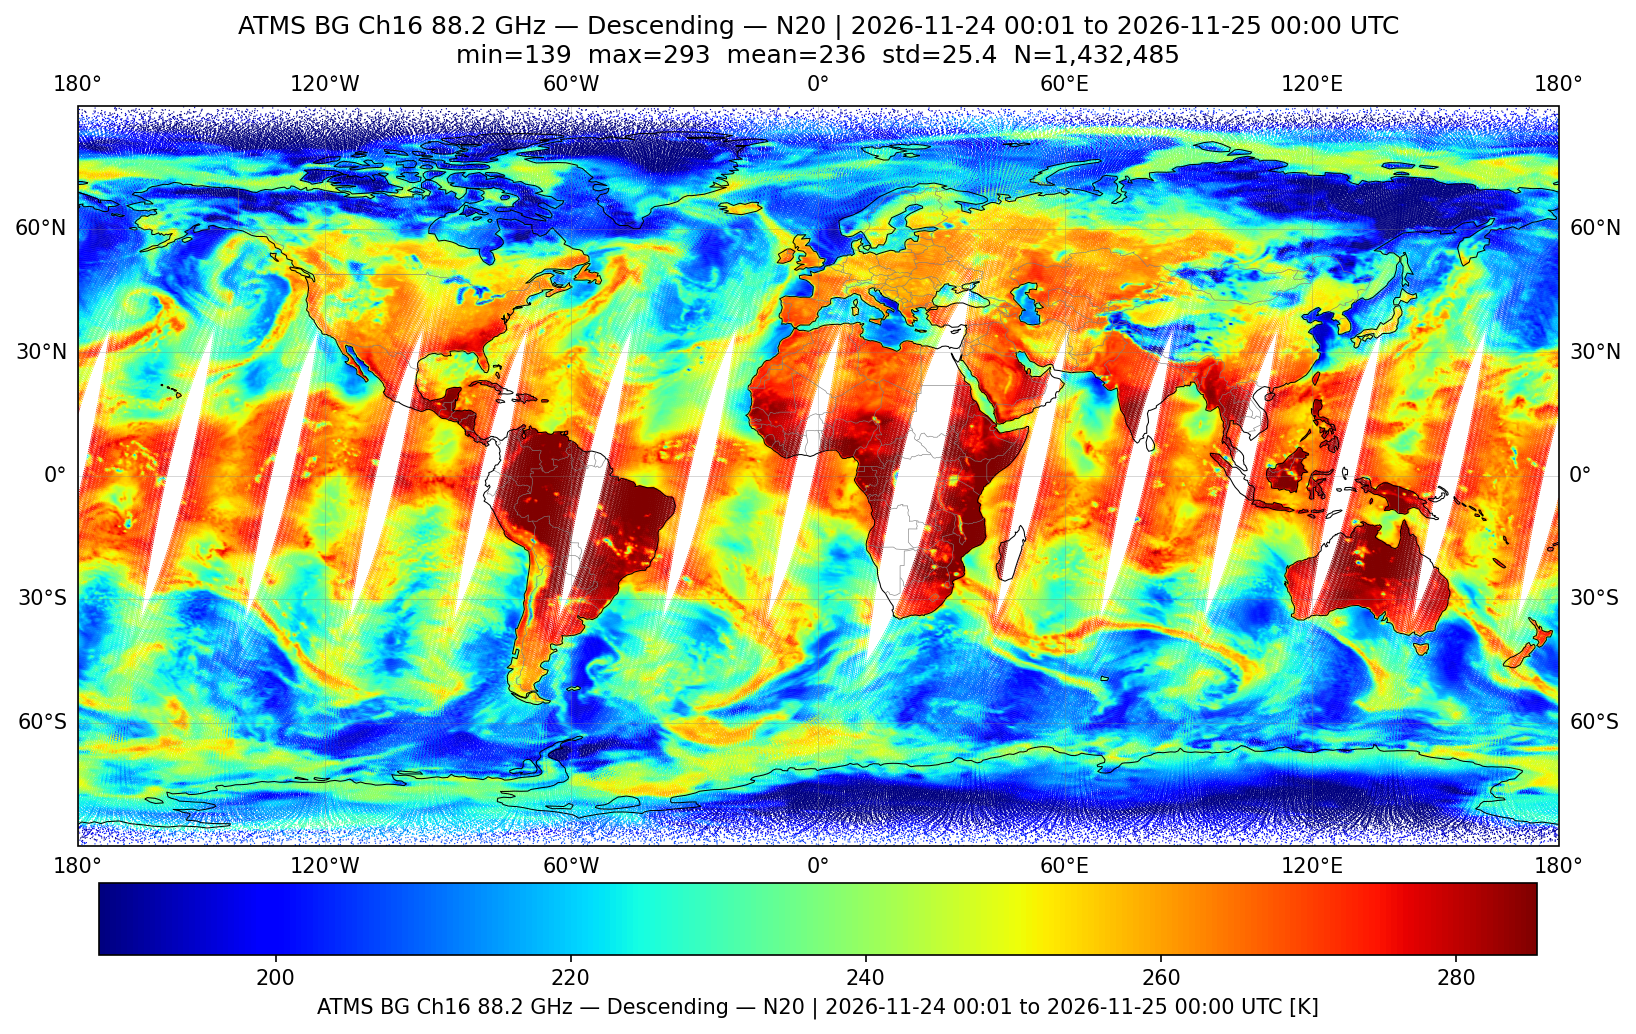 ATMS BG Ch16 88.2 GHz — Descending — N20 | 2026-11-24 00:01 to 2026-11-25 00:00 UTC
min=139 max=293 mean=236 std=25.4 N=1,432,485
180° 120°W 60°W 0° 60°E 120°E 180°
60°N 60°N
30°N 30°N
0° 0°
30°S 30°S
60°S 60°S
180° 120°W 60°W 0° 60°E 120°E 180°
200 220 240 260 280
ATMS BG Ch16 88.2 GHz — Descending — N20 | 2026-11-24 00:01 to 2026-11-25 00:00 UTC [K]